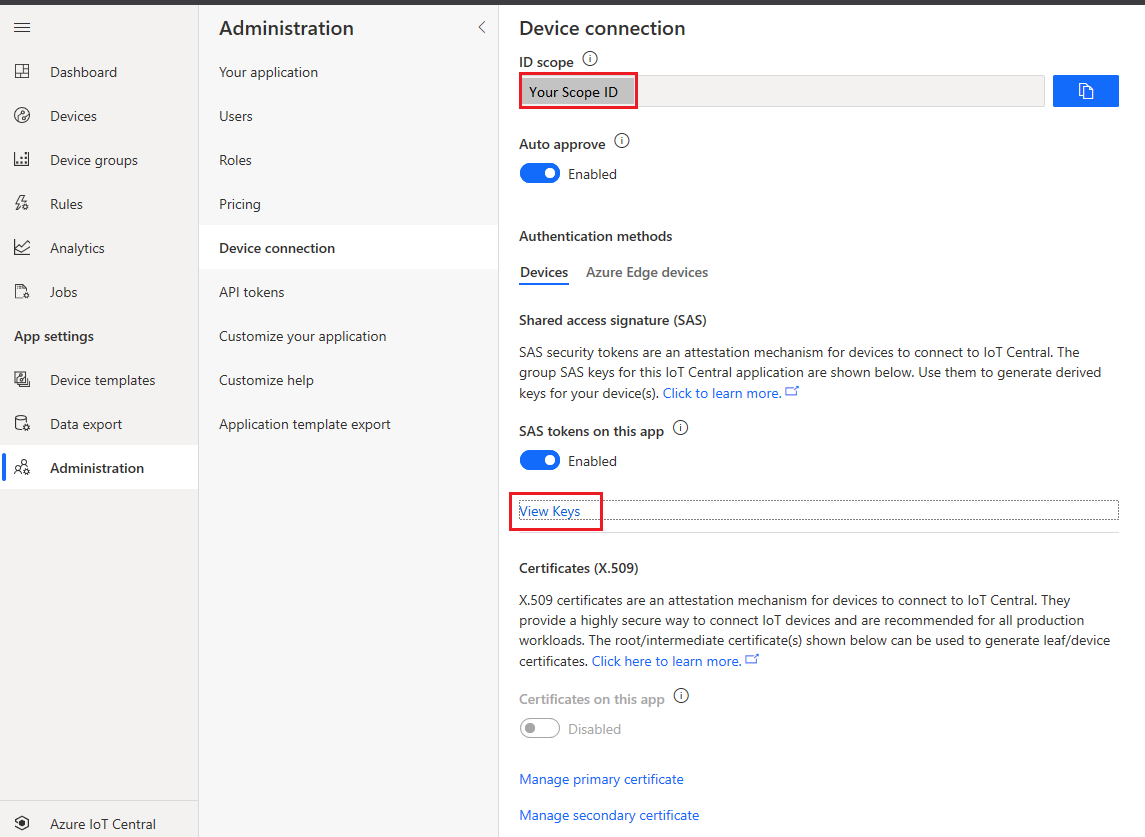 Dashboard
Devices
Device groups
Rules
Analytics
Jobs
App settings
Device templates
Data export
Administration
Azure IoT Central
Administration
Your application
Users
Roles
Pricing
Device connection
API tokens
Customize your application
Customize help
Application template export
Device connection
ID scope
Your Scope ID
Auto approve
Enabled
Authentication methods
Devices Azure Edge devices
Shared access signature (SAS)
SAS security tokens are an attestation mechanism for devices to connect to IoT Central. The
group SAS keys for this IoT Central application are shown below. Use them to generate derived
keys for your device(s). Click to learn more.
SAS tokens on this app
Enabled
View Keys
Certificates (X.509)
X.509 certificates are an attestation mechanism for devices to connect to IoT Central. They
provide a highly secure way to connect IoT devices and are recommended for all production
workloads. The root/intermediate certificate(s) shown below can be used to generate leaf/device
certificates. Click here to learn more.
Certificates on this app
Disabled
Manage primary certificate
Manage secondary certificate